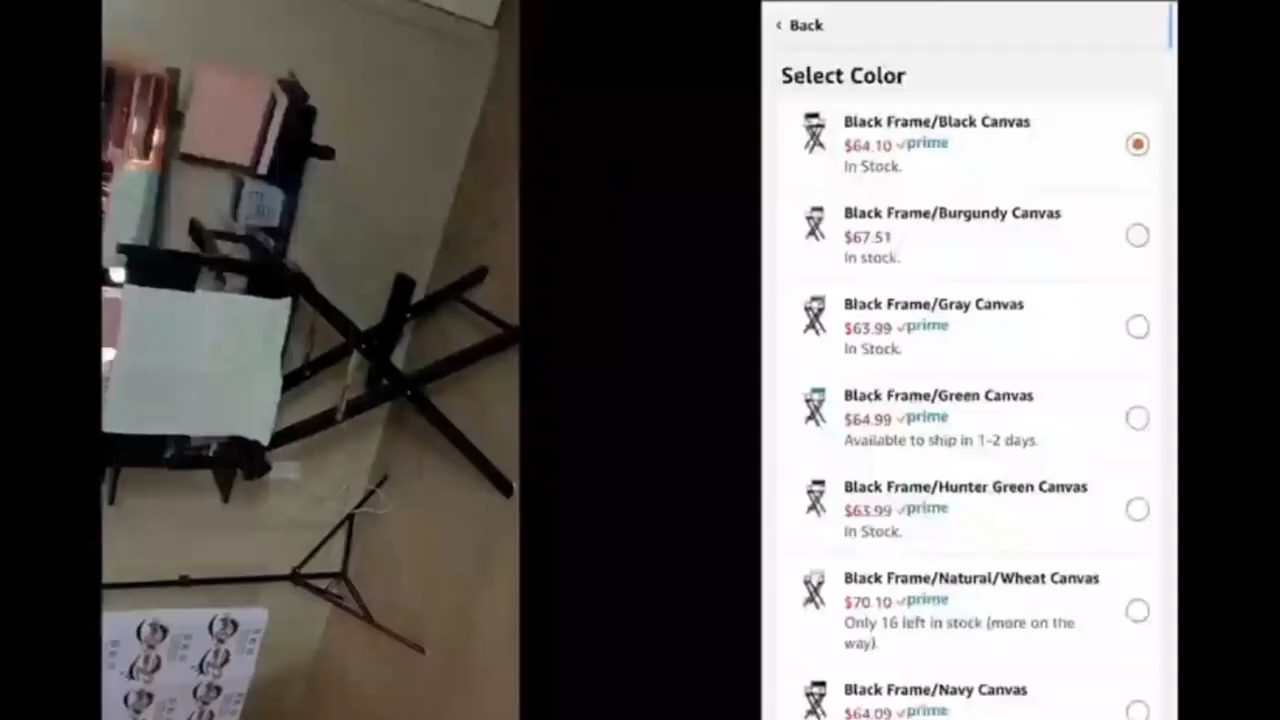 ‹ Back
Select Color
Black Frame/Black Canvas
$64.10 ✓prime
In Stock.
Black Frame/Burgundy Canvas
$67.51
In stock.
Black Frame/Gray Canvas
$63.99 ✓prime
In Stock.
Black Frame/Green Canvas
$64.99 ✓prime
Available to ship in 1-2 days.
Black Frame/Hunter Green Canvas
$63.99 ✓prime
In Stock.
Black Frame/Natural/Wheat Canvas
$70.10 ✓prime
Only 16 left in stock (more on the
way).
Black Frame/Navy Canvas
$64.09 ✓prime